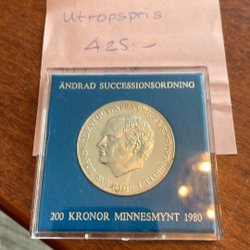 Utropspris
425:-
ÄNDRAD SUCCESSIONSORDNING
200 KRONOR MINNESMYNT 1980